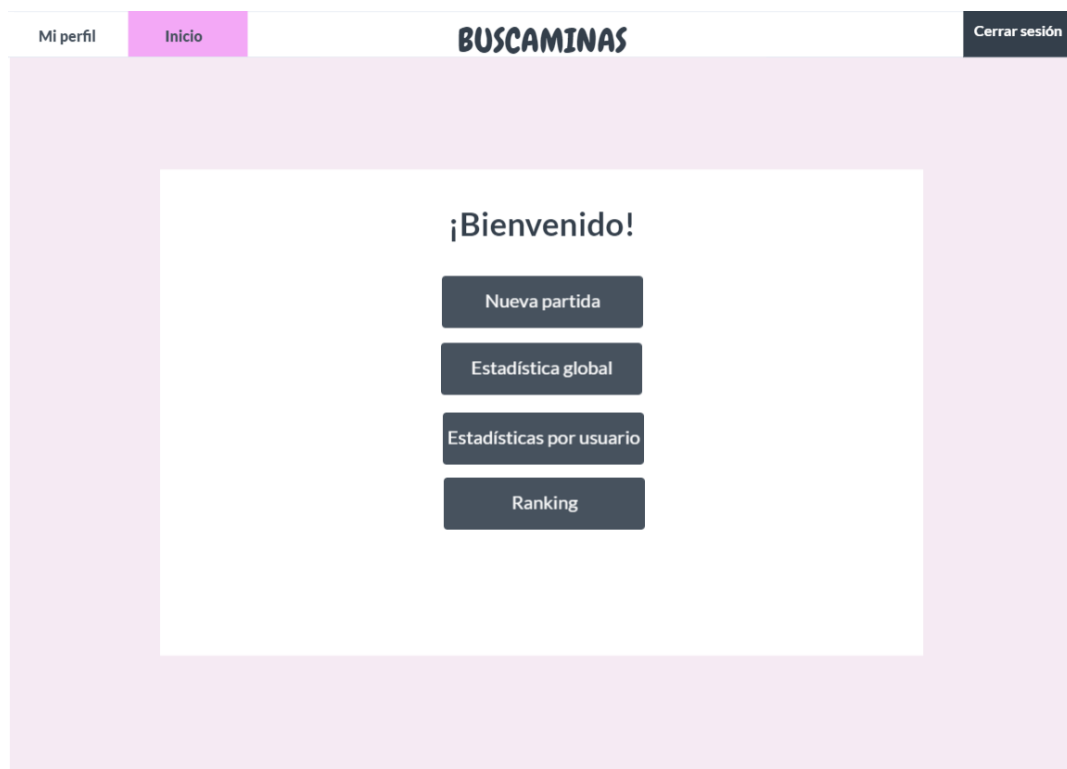 Mi perfil
Inicio
BUSCAMINAS
Cerrar sesión
¡Bienvenido!
Nueva partida
Estadística global
Estadísticas por usuario
Ranking